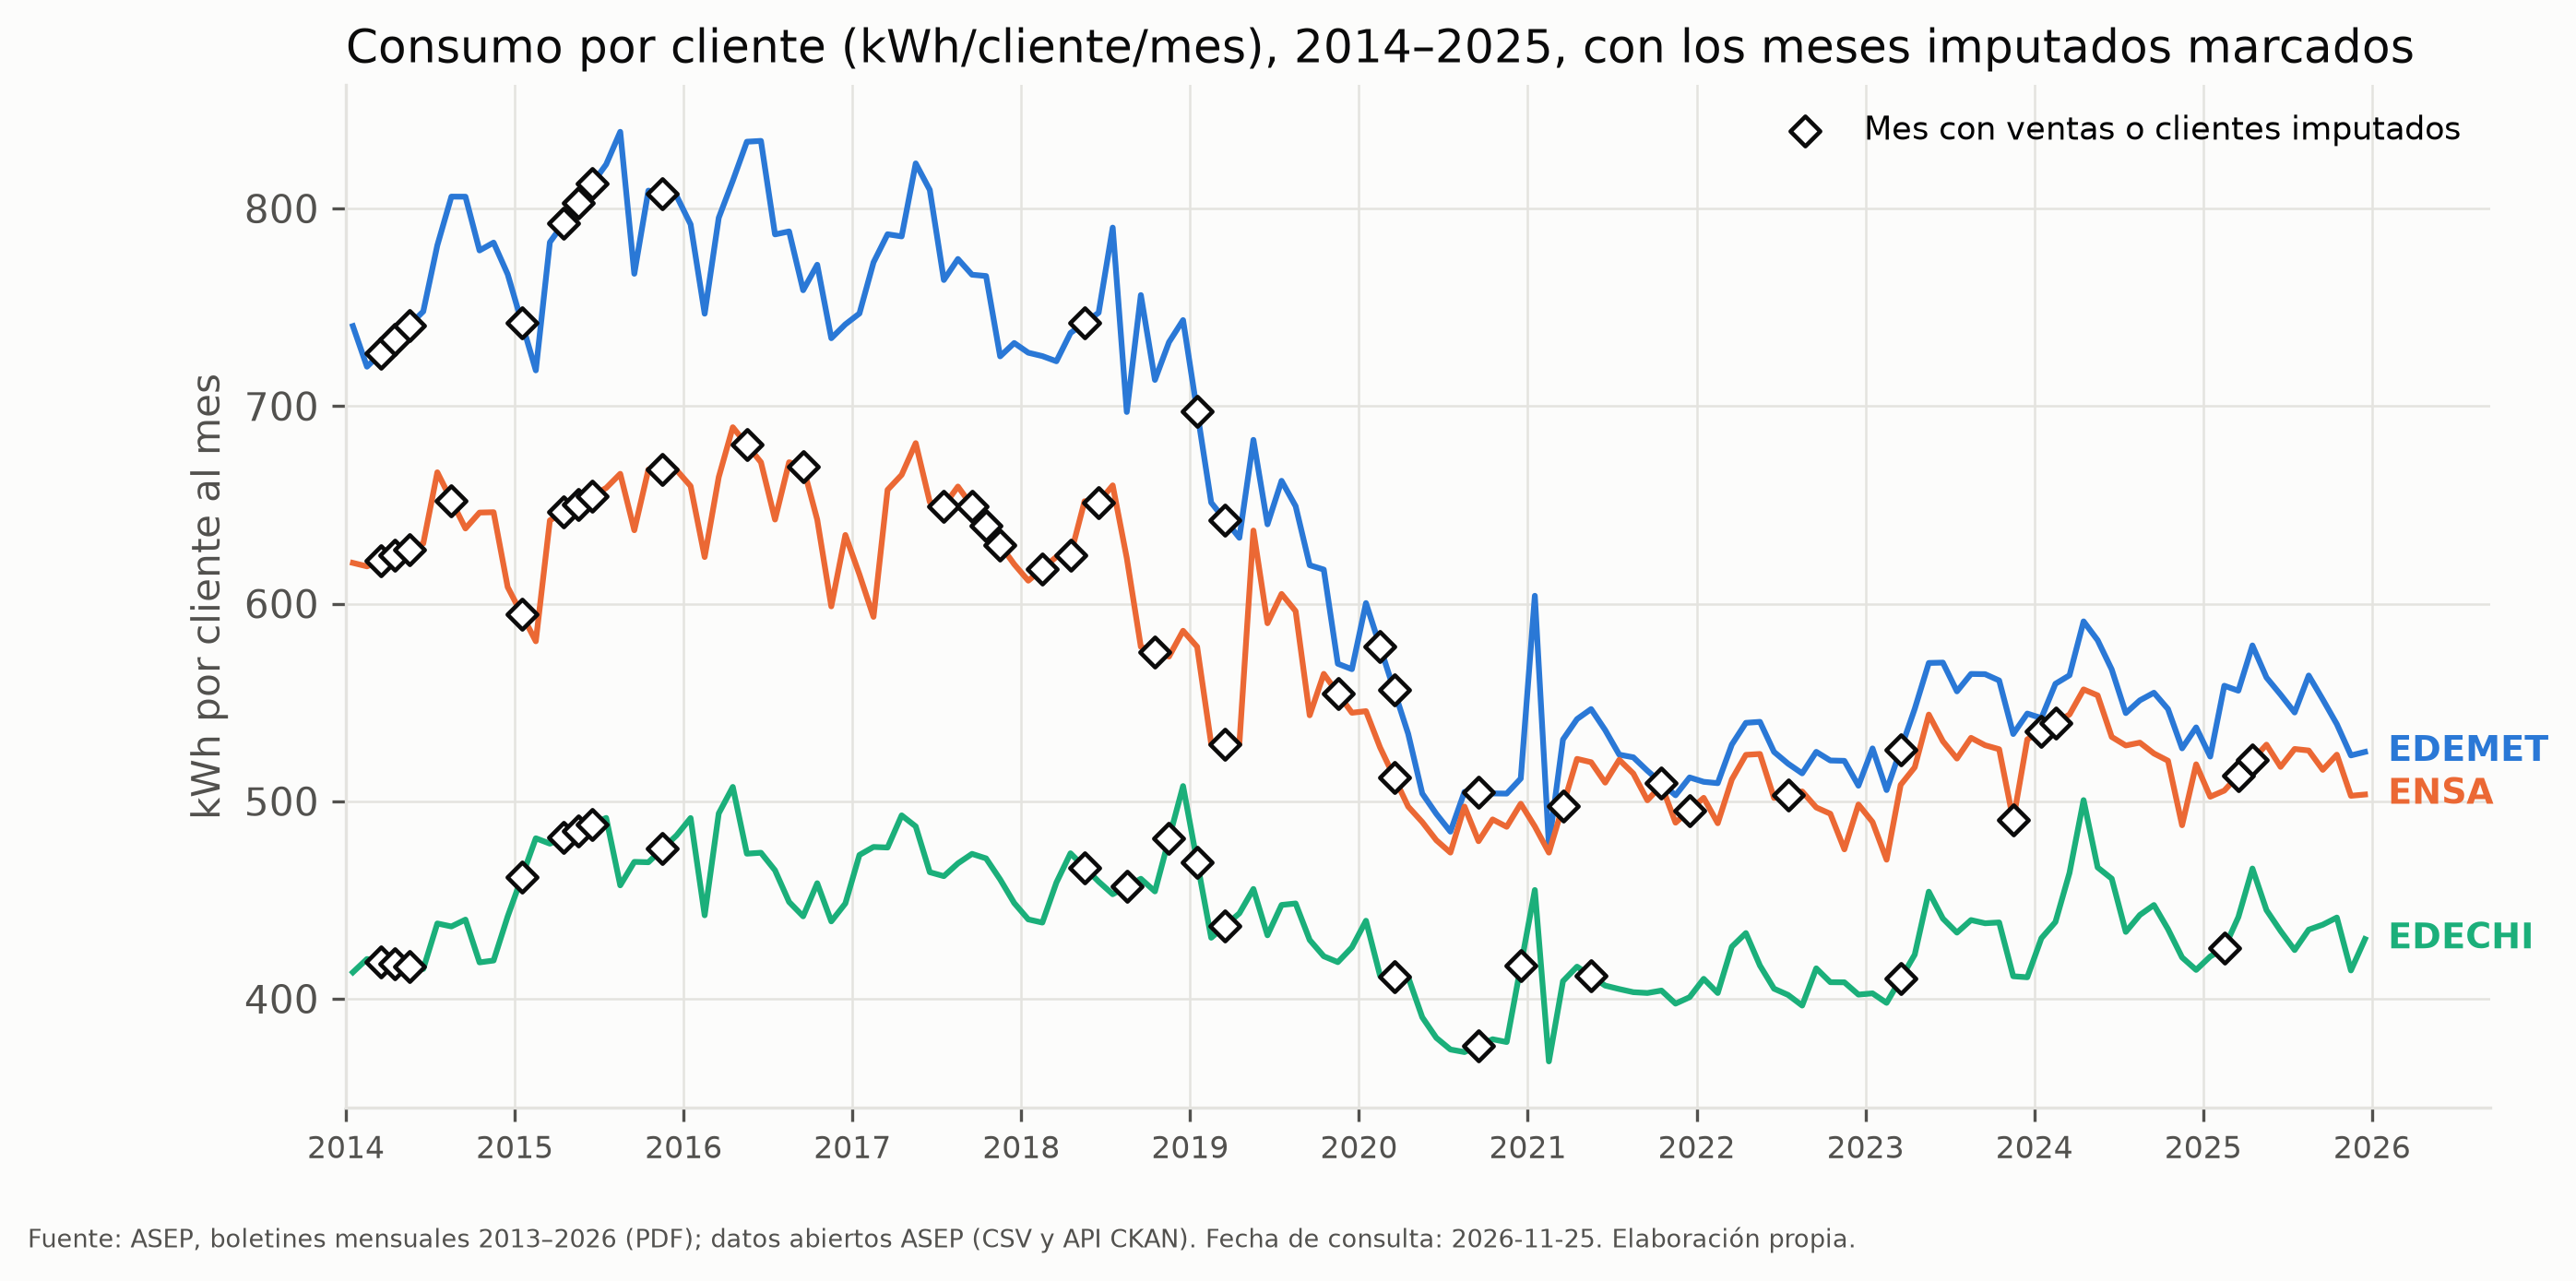 Consumo por cliente (kWh/cliente/mes), 2014–2025, con los meses imputados marcados
Mes con ventas o clientes imputados
kWh por cliente al mes
800
700
600
500
400
EDEMET
ENSA
EDECHI
2014 2015 2016 2017 2018 2019 2020 2021 2022 2023 2024 2025 2026
Fuente: ASEP, boletines mensuales 2013–2026 (PDF); datos abiertos ASEP (CSV y API CKAN). Fecha de consulta: 2026-11-25. Elaboración propia.